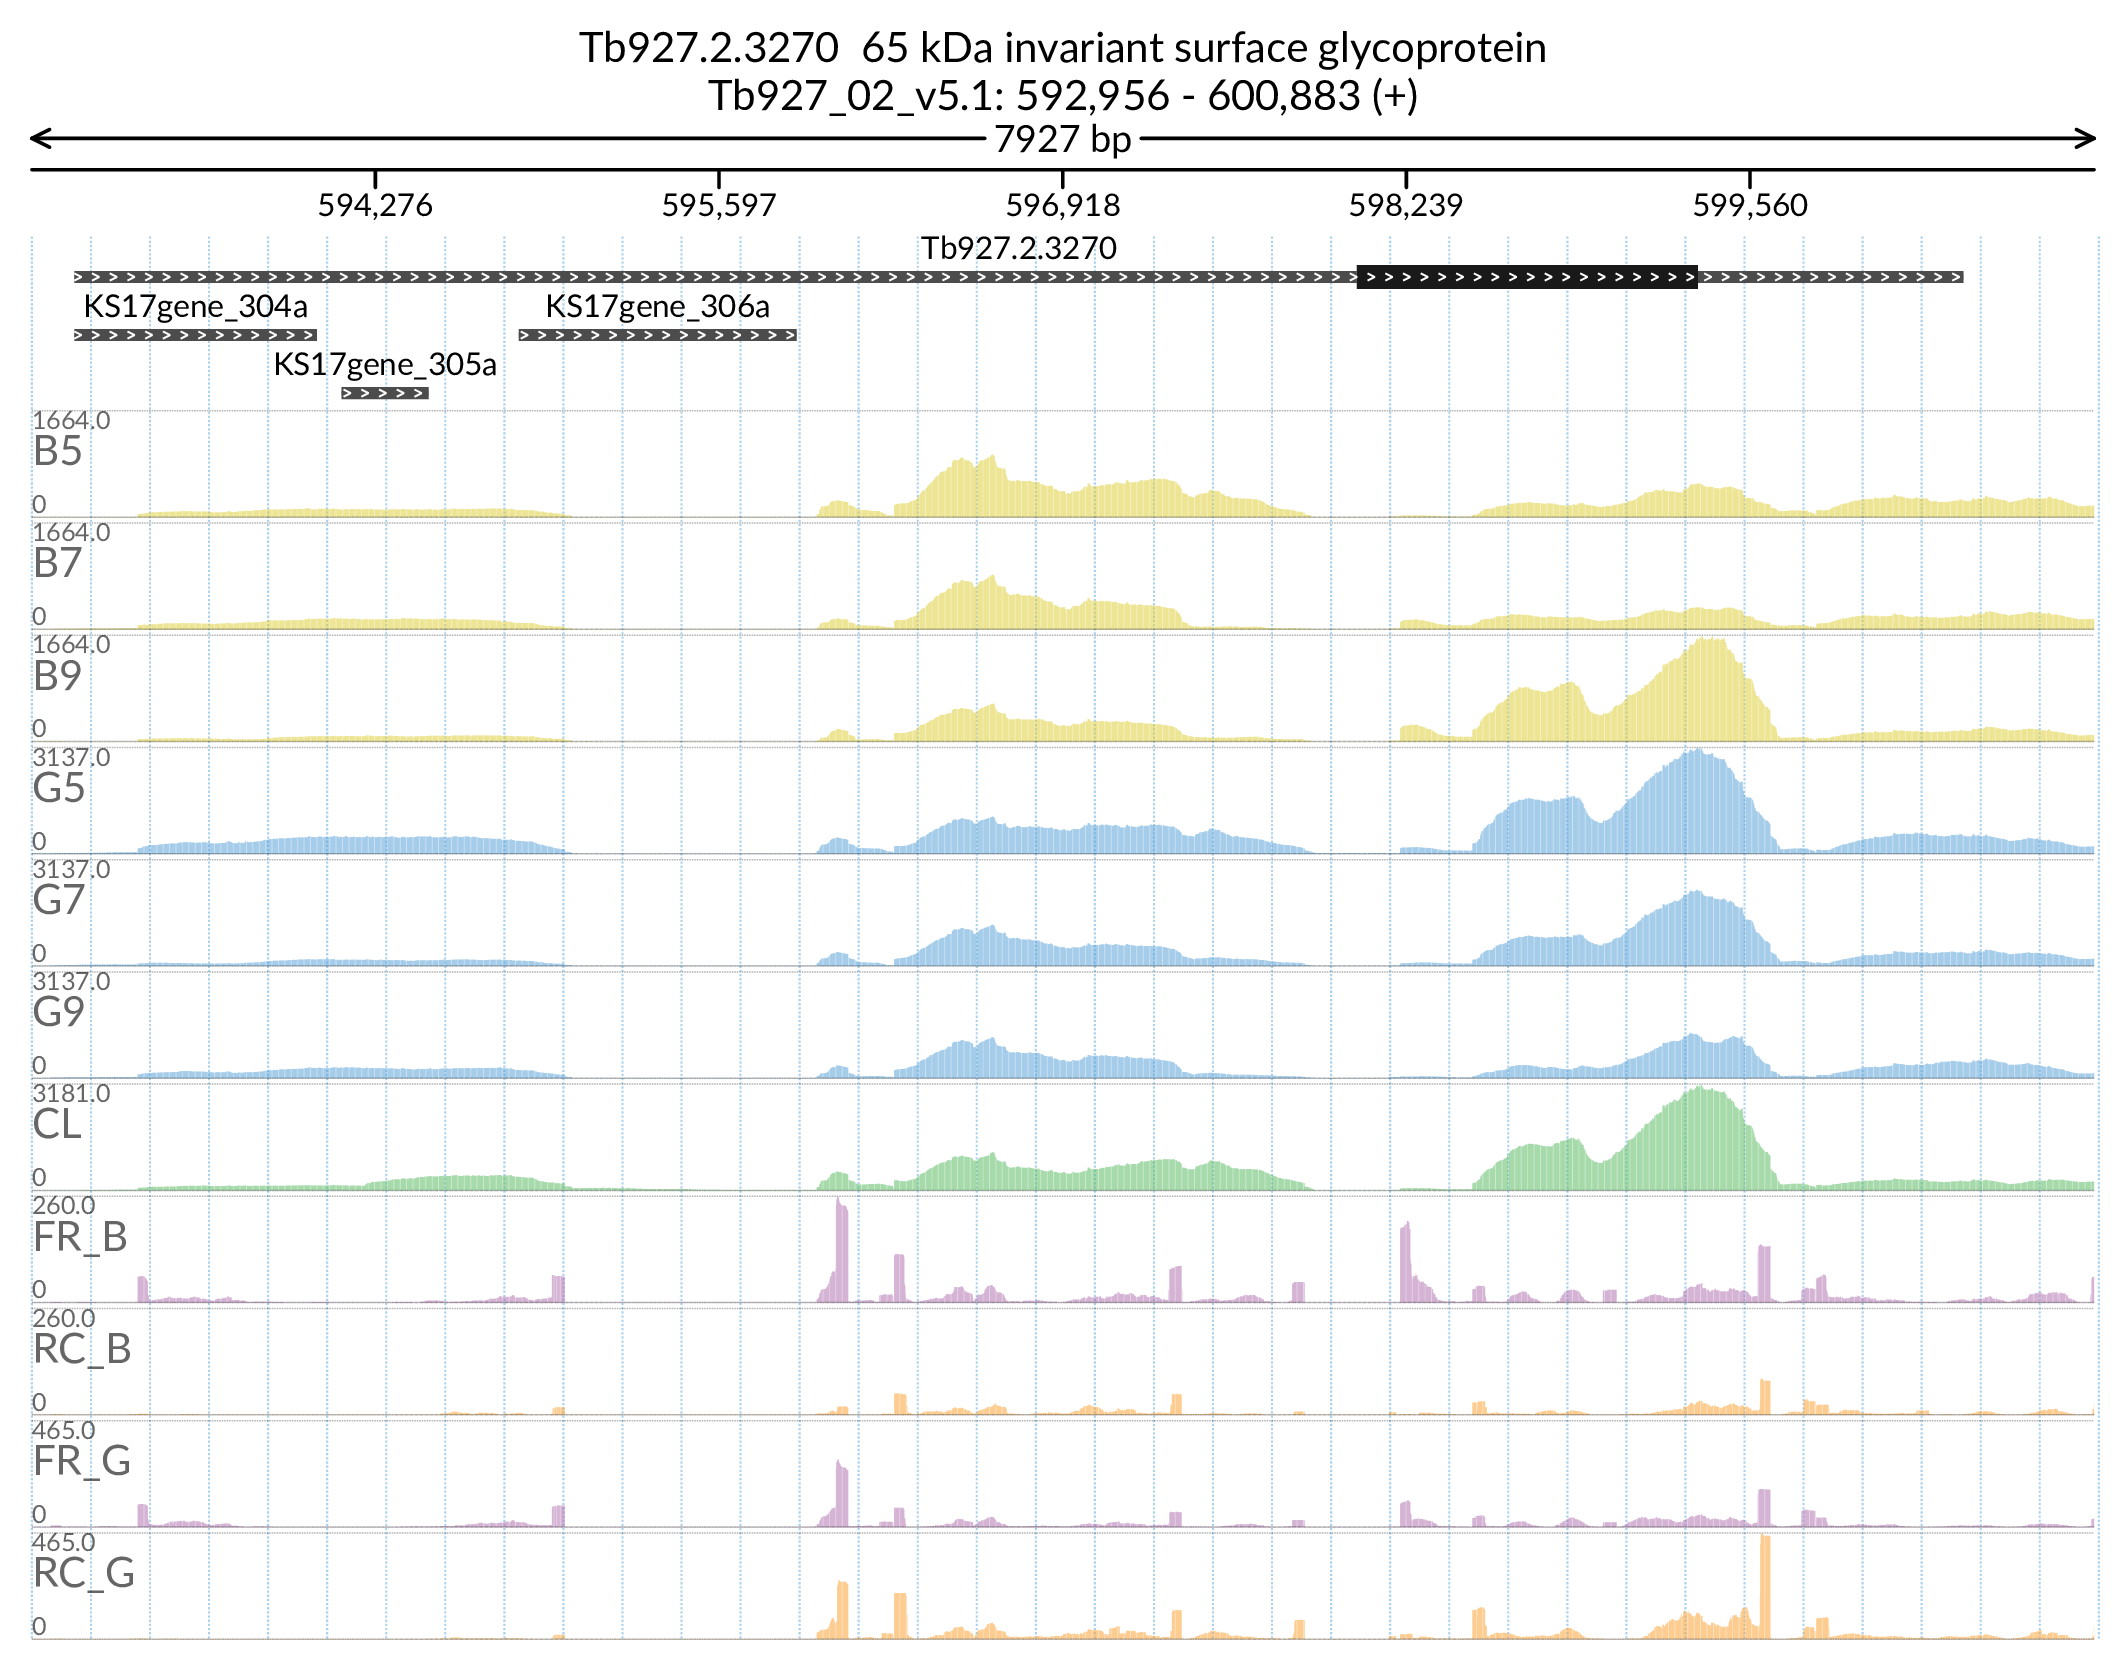 Tb927.2.3270 65 kDa invariant surface glycoprotein
Tb927_02_v5.1: 592,956 - 600,883 (+)
7927 bp
594,276 595,597 596,918 598,239 599,560
Tb927.2.3270
KS17gene_304a KS17gene_306a
KS17gene_305a
1664.0
B5
0
1664.0
B7
0
1664.0
B9
0
3137.0
G5
0
3137.0
G7
0
3137.0
G9
0
3181.0
CL
0
260.0
FR_B
0
260.0
RC_B
0
465.0
FR_G
0
465.0
RC_G
0